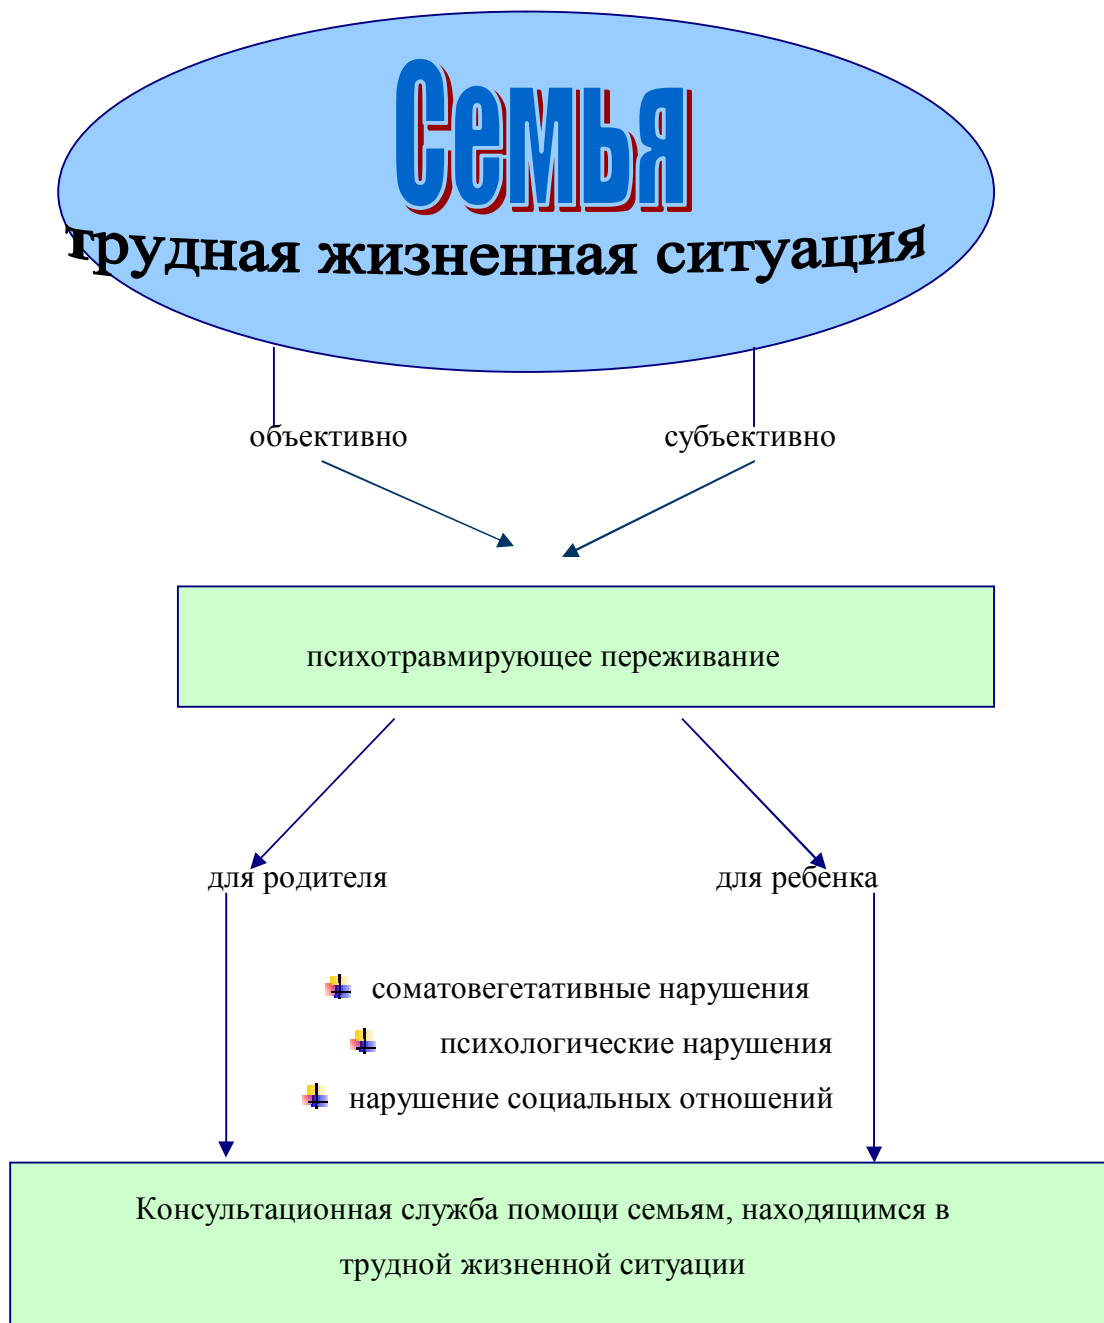 Семья
трудная жизненная ситуация
объективно
субъективно
психотравмирующее переживание
для родителя
для ребенка
соматовегетативные нарушения
психологические нарушения
нарушение социальных отношений
Консультационная служба помощи семьям, находящимся в
трудной жизненной ситуации